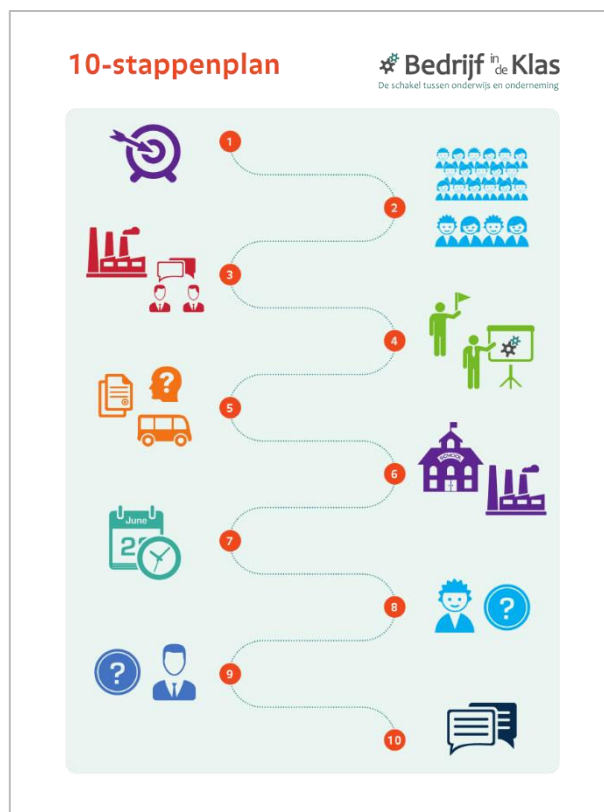 10-stappenplan
Bedrijf in de Klas
De schakel tussen onderwijs en onderneming
1
2
3
4
?
5
SCHOOL
6
June
7
8
?
?
9
10